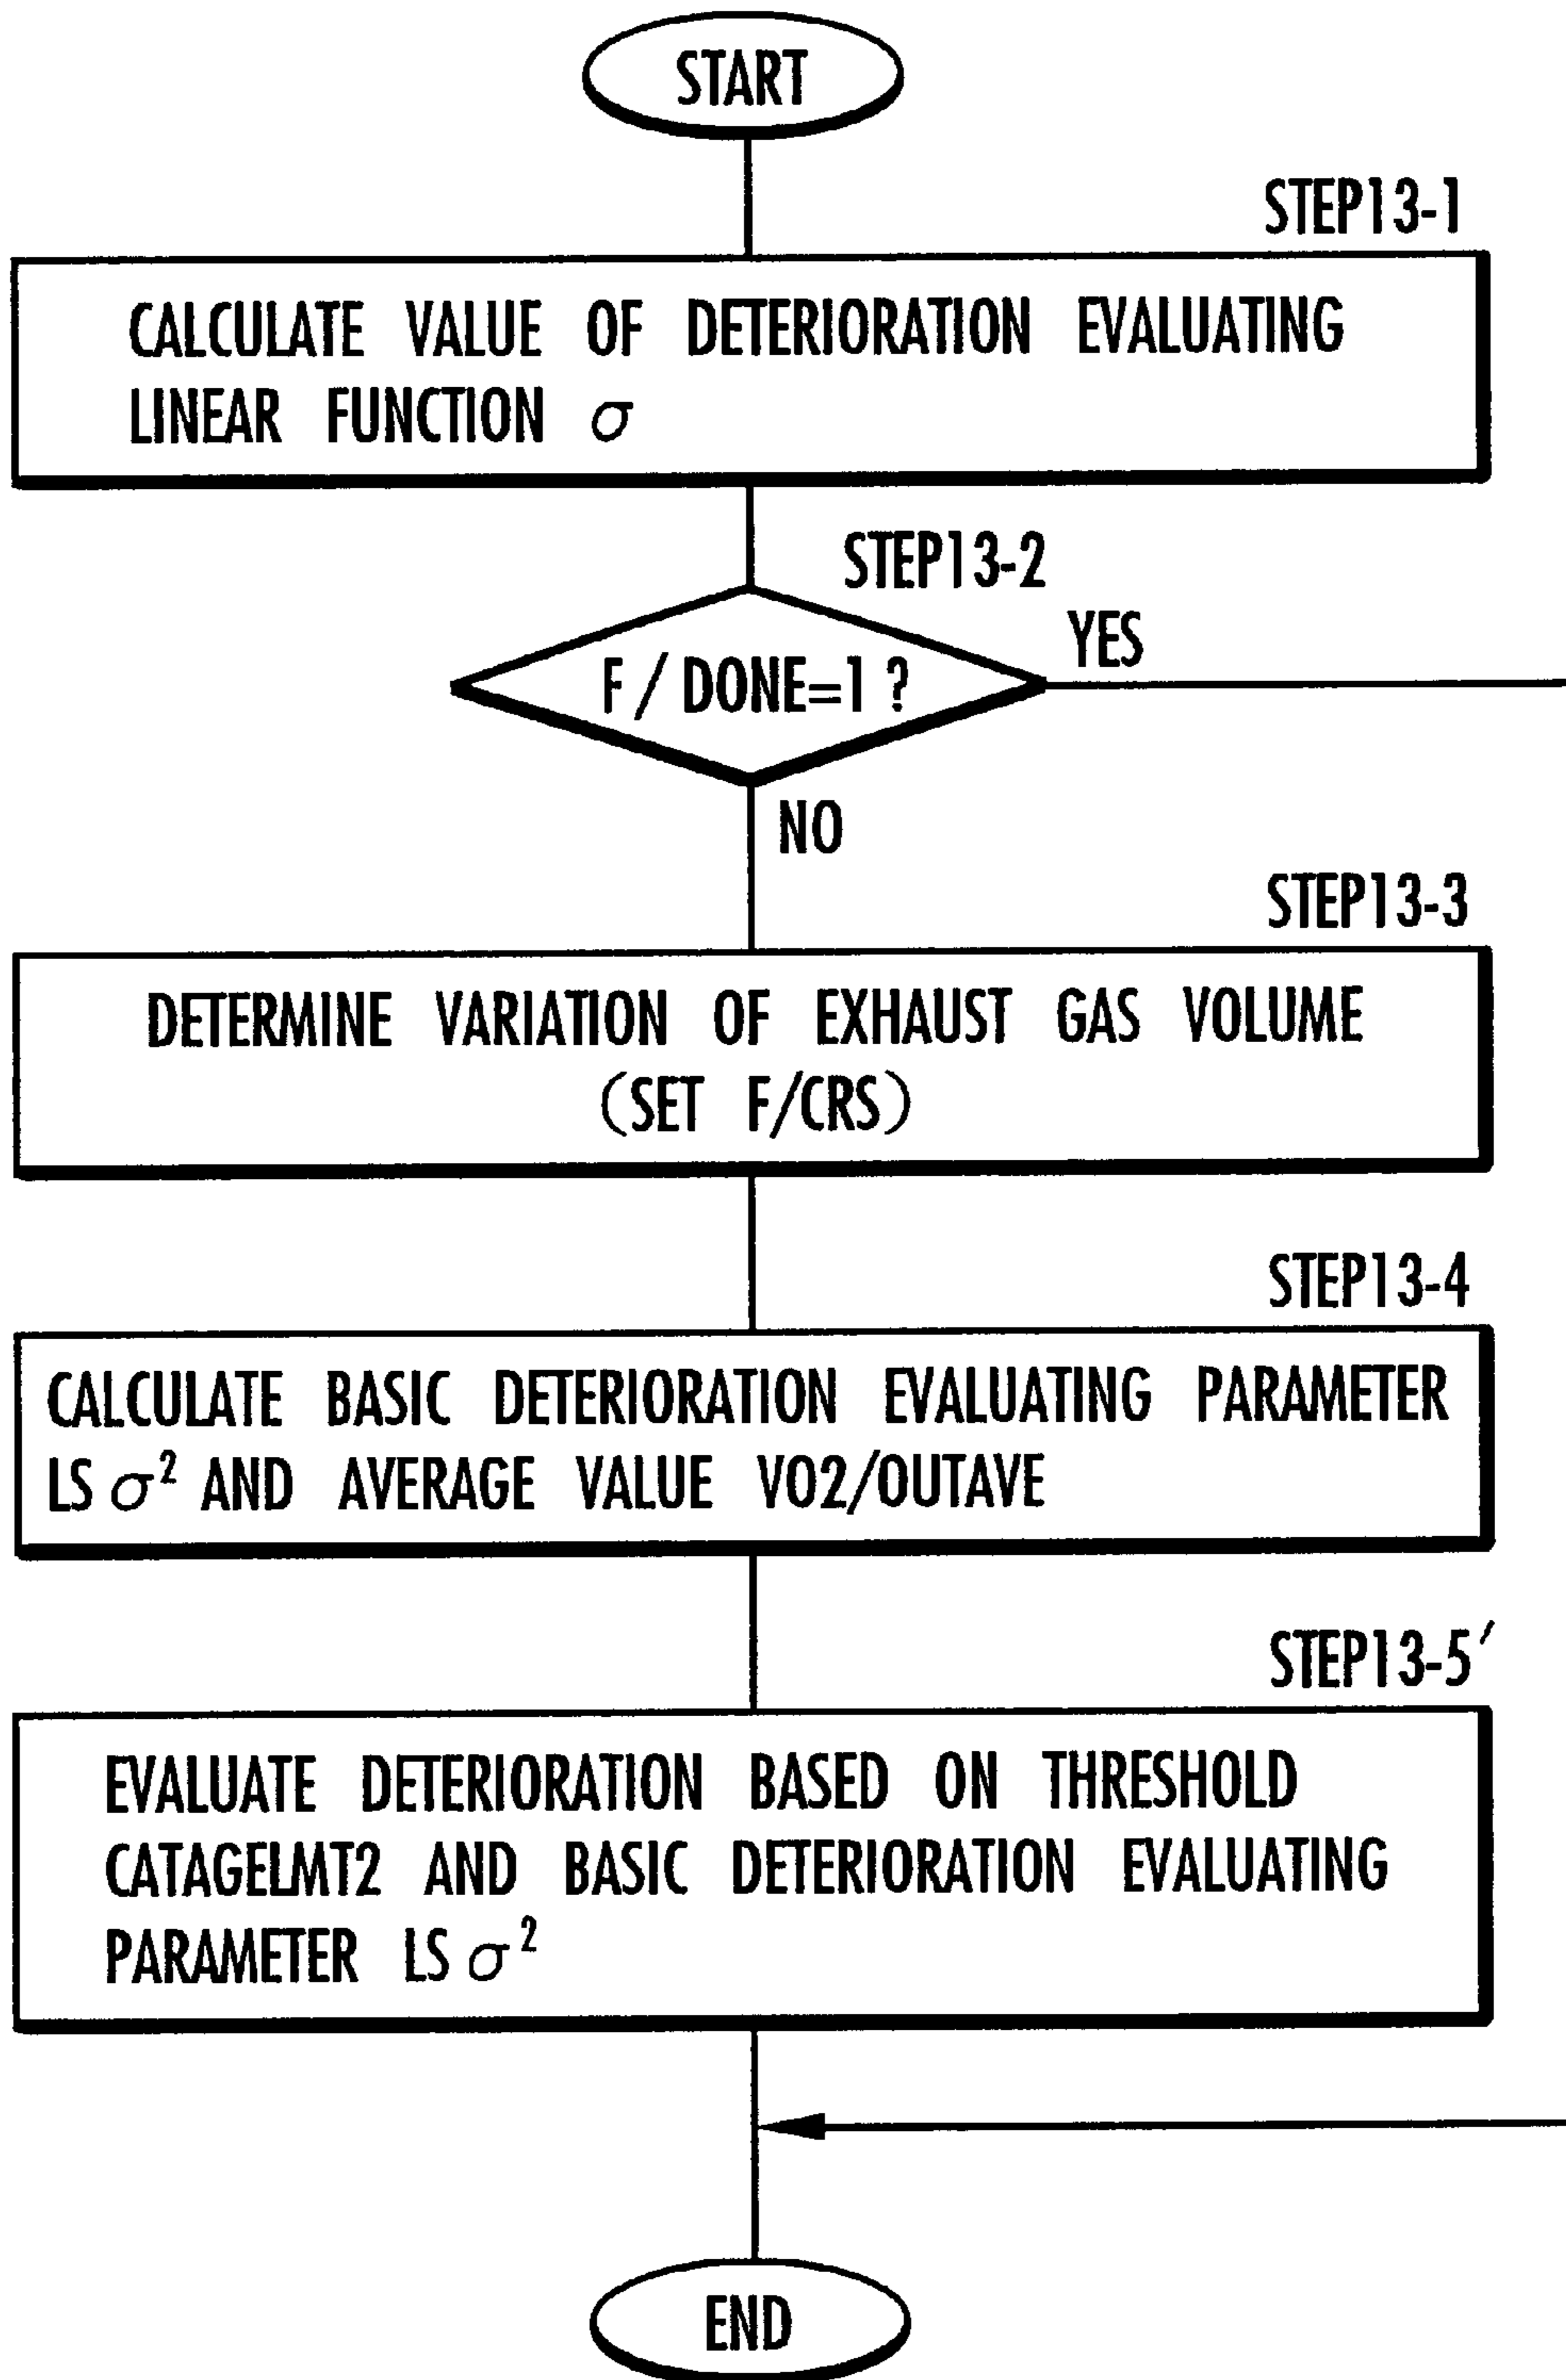 START
STEP13-1
CALCULATE VALUE OF DETERIORATION EVALUATING
LINEAR FUNCTION σ
STEP13-2
F/DONE=1?
YES
NO
STEP13-3
DETERMINE VARIATION OF EXHAUST GAS VOLUME
(SET F/CRS)
STEP13-4
CALCULATE BASIC DETERIORATION EVALUATING PARAMETER
LS σ² AND AVERAGE VALUE VO2/OUTAVE
STEP13-5′
EVALUATE DETERIORATION BASED ON THRESHOLD
CATAGELMT2 AND BASIC DETERIORATION EVALUATING
PARAMETER LS σ²
END